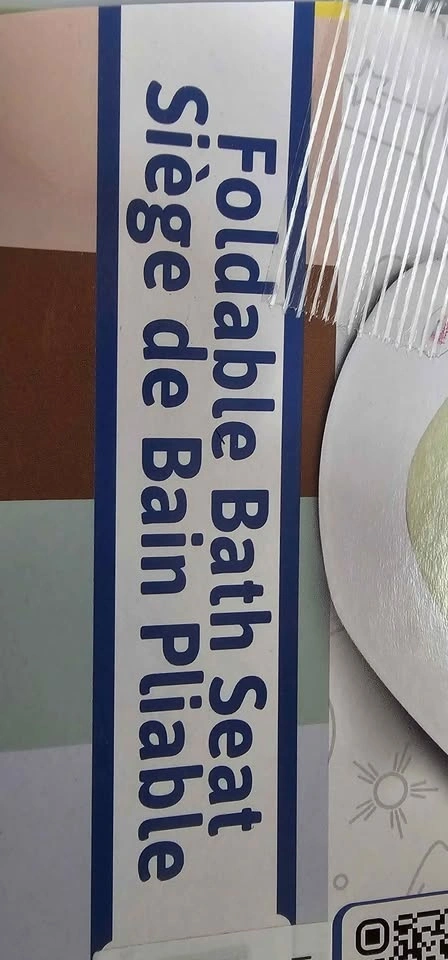 Foldable Bath Seat
Siège de Bain Pliable